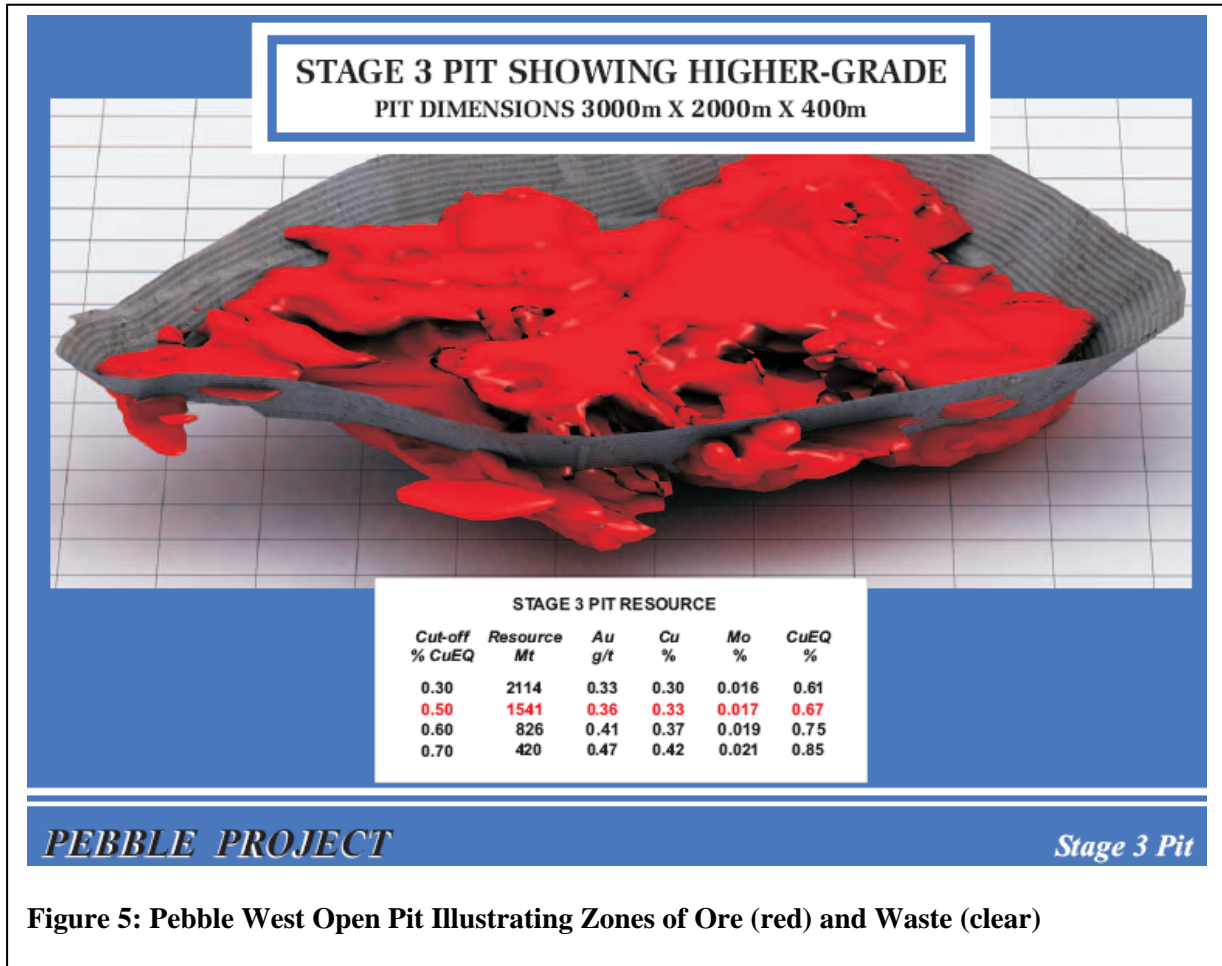 STAGE 3 PIT SHOWING HIGHER-GRADE
PIT DIMENSIONS 3000m X 2000m X 400m
STAGE 3 PIT RESOURCE
Cut-off Resource Au Cu Mo CuEQ
% CuEQ Mt g/t % % %
0.30 2114 0.33 0.30 0.016 0.61
0.50 1541 0.36 0.33 0.017 0.67
0.60 826 0.41 0.37 0.019 0.75
0.70 420 0.47 0.42 0.021 0.85
PEBBLE PROJECT
Stage 3 Pit
Figure 5: Pebble West Open Pit Illustrating Zones of Ore (red) and Waste (clear)